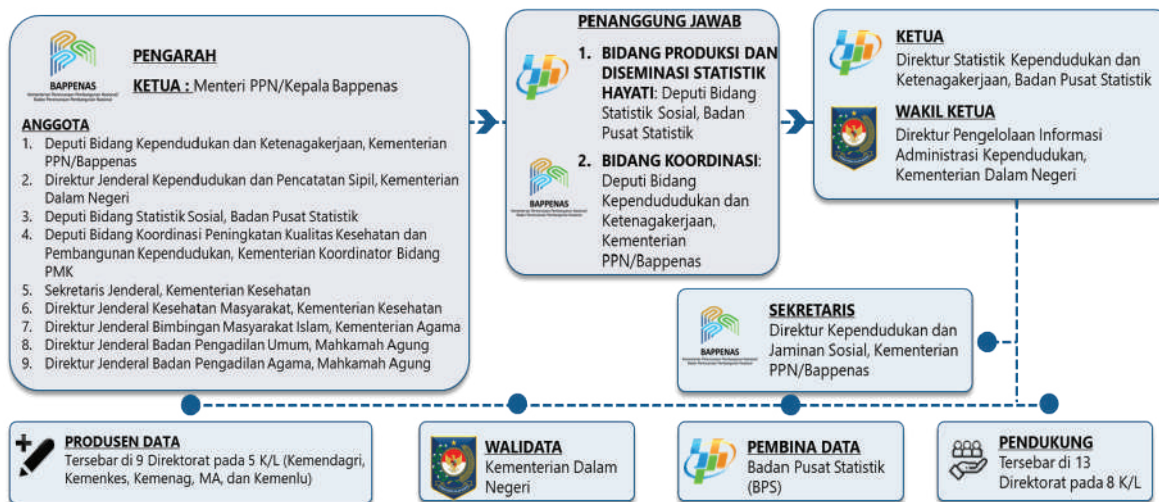 BAPPENAS
PENGARAH
KETUA : Menteri PPN/Kepala Bappenas
ANGGOTA
1. Deputi Bidang Kependudukan dan Ketenagakerjaan, Kementerian
PPN/Bappenas
2. Direktur Jenderal Kependudukan dan Pencatatan Sipil, Kementerian
Dalam Negeri
3. Deputi Bidang Statistik Sosial, Badan Pusat Statistik
4. Deputi Bidang Koordinasi Peningkatan Kualitas Kesehatan dan
Pembangunan Kependudukan, Kementerian Koordinator Bidang
PMK
5. Sekretaris Jenderal, Kementerian Kesehatan
6. Direktur Jenderal Kesehatan Masyarakat, Kementerian Kesehatan
7. Direktur Jenderal Bimbingan Masyarakat Islam, Kementerian Agama
8. Direktur Jenderal Badan Pengadilan Umum, Mahkamah Agung
9. Direktur Jenderal Badan Pengadilan Agama, Mahkamah Agung
PENANGGUNG JAWAB
1. BIDANG PRODUKSI DAN
DISEMINASI STATISTIK
HAYATI: Deputi Bidang
Statistik Sosial, Badan
Pusat Statistik
BAPPENAS
2. BIDANG KOORDINASI:
Deputi Bidang
Kependududukan dan
Ketenagakerjaan,
Kementerian
PPN/Bappenas
KETUA
Direktur Statistik Kependudukan dan
Ketenagakerjaan, Badan Pusat Statistik
WAKIL KETUA
Direktur Pengelolaan Informasi
Administrasi Kependudukan,
Kementerian Dalam Negeri
BAPPENAS
SEKRETARIS
Direktur Kependudukan dan
Jaminan Sosial, Kementerian
PPN/Bappenas
PRODUSEN DATA
Tersebar di 9 Direktorat pada 5 K/L (Kemendagri,
Kemenkes, Kemenag, MA, dan Kemenlu)
WALIDATA
Kementerian Dalam
Negeri
PEMBINA DATA
Badan Pusat Statistik
(BPS)
PENDUKUNG
Tersebar di 13
Direktorat pada 8 K/L